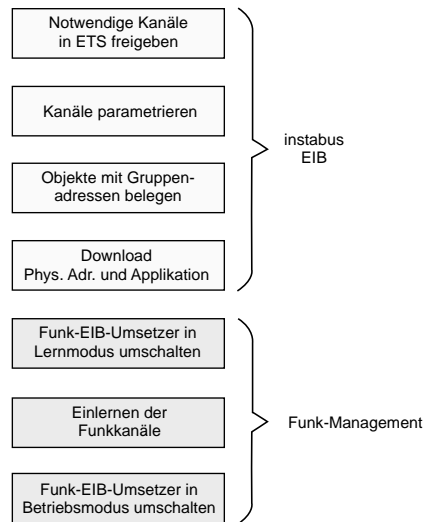 Notwendige Kanäle
in ETS freigeben
Kanäle parametrieren
Objekte mit Gruppen-
adressen belegen
Download
Phys. Adr. und Applikation
instabus
EIB
Funk-EIB-Umsetzer in
Lernmodus umschalten
Einlernen der
Funkkanäle
Funk-EIB-Umsetzer in
Betriebsmodus umschalten
Funk-Management